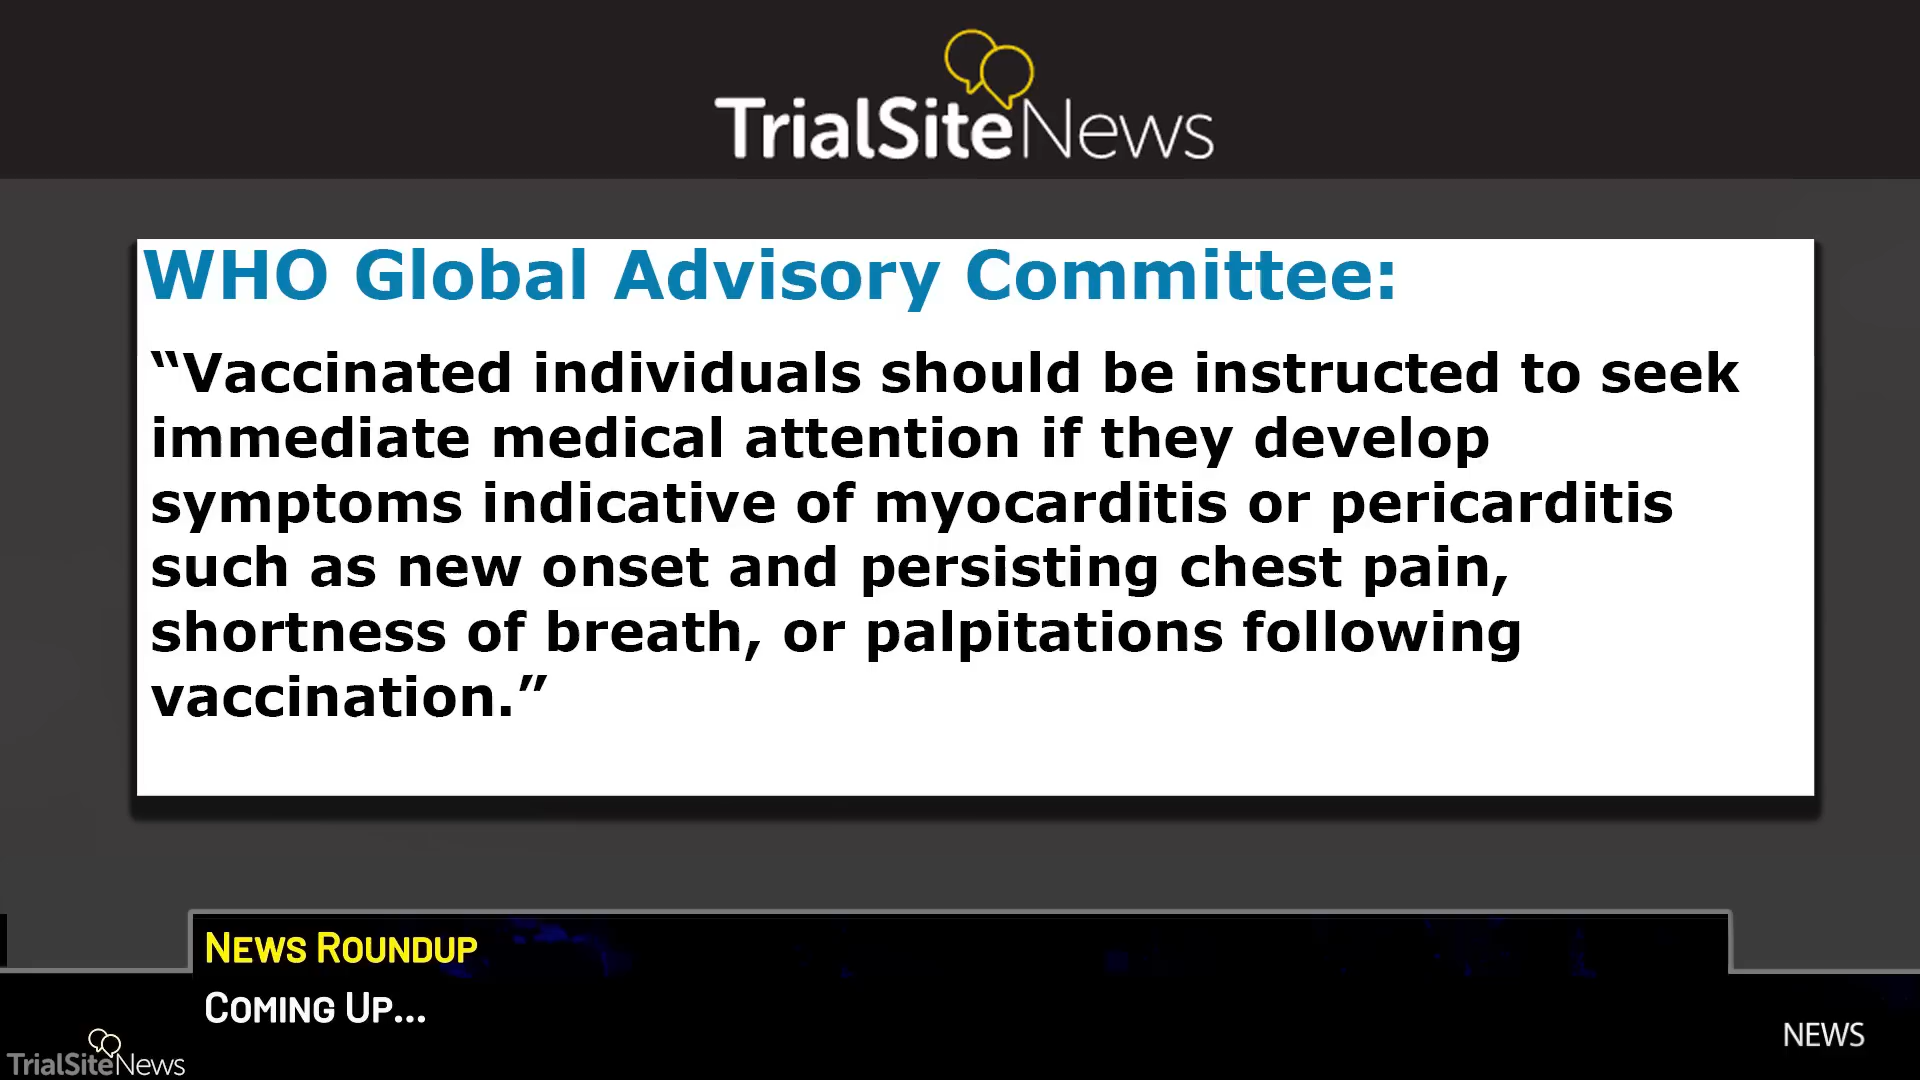 TrialSiteNews
WHO Global Advisory Committee:
“Vaccinated individuals should be instructed to seek
immediate medical attention if they develop
symptoms indicative of myocarditis or pericarditis
such as new onset and persisting chest pain,
shortness of breath, or palpitations following
vaccination.”
News Roundup
Coming Up...
NEWS
TrialSiteNews